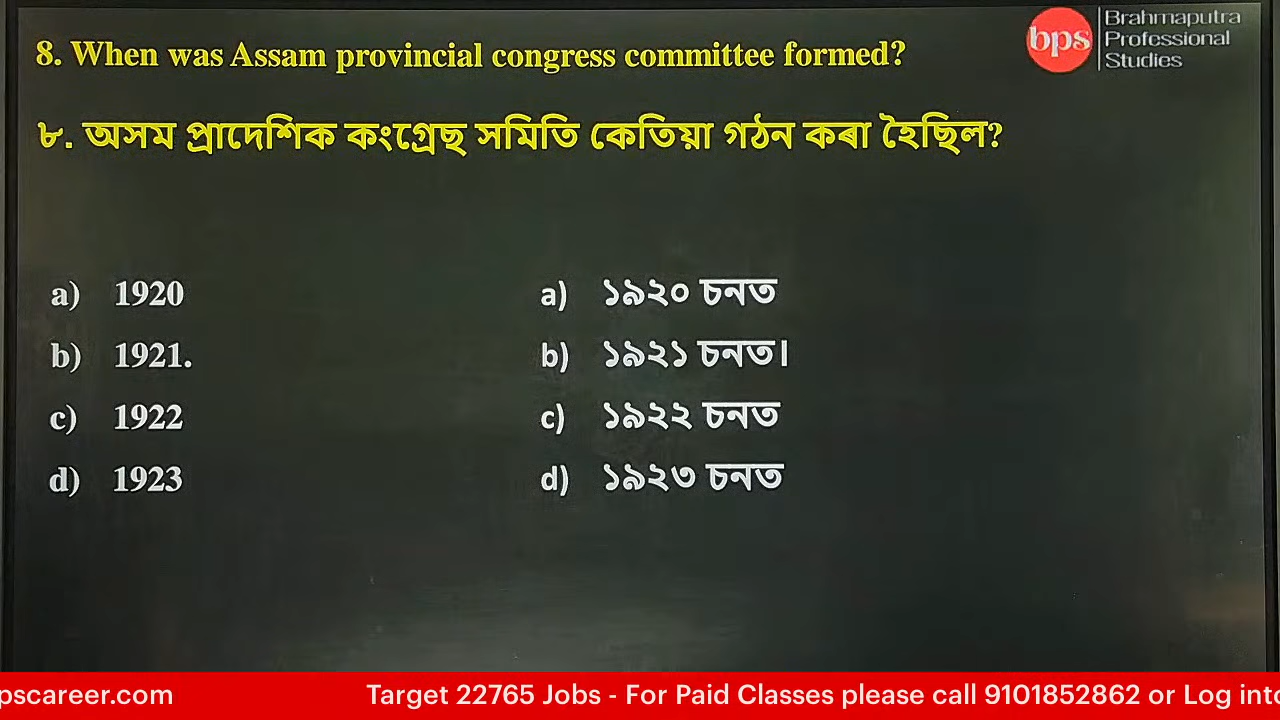 8. When was Assam provincial congress committee formed?
bps
Brahmaputra
Professional
Studies
৮. অসম প্ৰাদেশিক কংগ্ৰেছ সমিতি কেতিয়া গঠন কৰা হৈছিল?
a) 1920
b) 1921.
c) 1922
d) 1923
a) ১৯২০ চনত
b) ১৯২১ চনত।
c) ১৯২২ চনত
d) ১৯২৩ চনত
pscareer.com Target 22765 Jobs - For Paid Classes please call 9101852862 or Log into